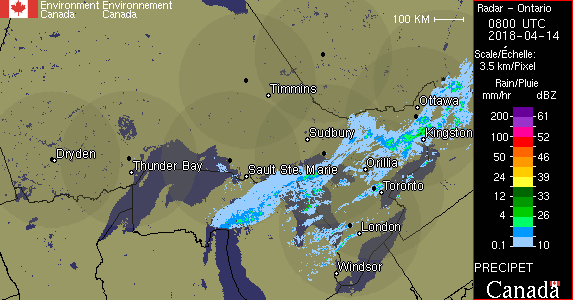 Environment Environnement
Canada Canada
100 KM
Timmins
Ottawa
Sudbury
Kingston
Dryden
Thunder Bay
Sault Ste. Marie
Orillia
Toronto
London
Windsor
Radar - Ontario
0800 UTC
2018-04-14
Scale/Échelle:
3.5 km/Pixel
Rain/Pluie
mm/hr dBZ
200 61
100 52
50 46
24 39
12 33
4 26
0.1 10
PRECIPET
Canada